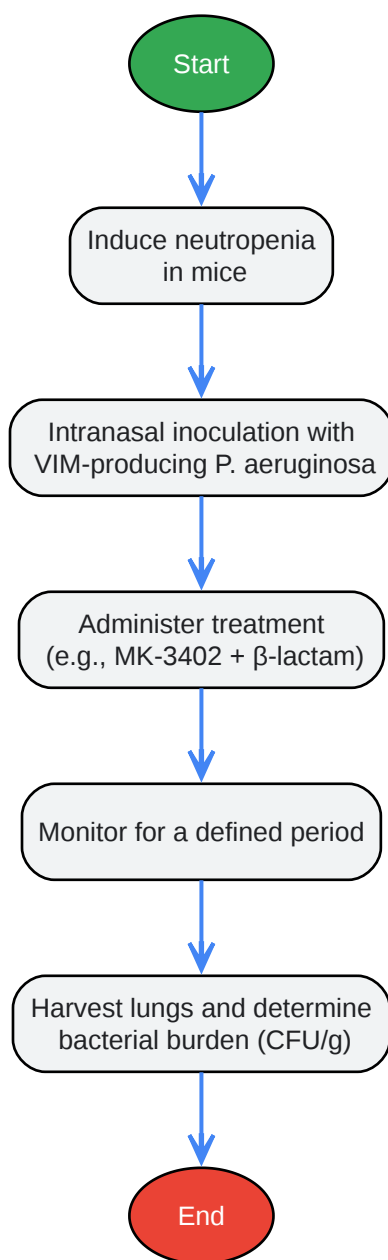 Start
Induce neutropenia
in mice
Intranasal inoculation with
VIM-producing P. aeruginosa
Administer treatment
(e.g., MK-3402 + β-lactam)
Monitor for a defined period
Harvest lungs and determine
bacterial burden (CFU/g)
End